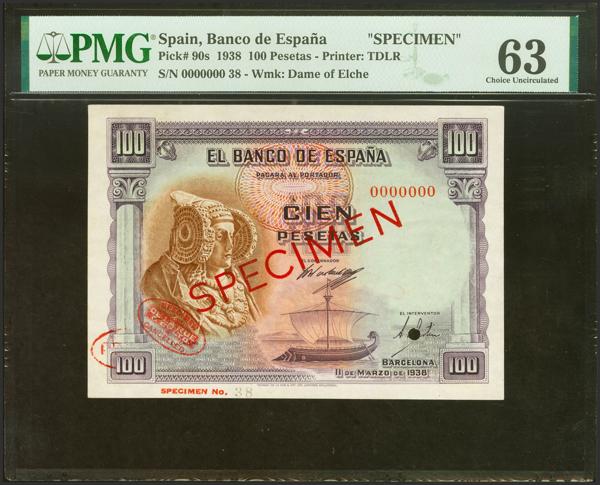 PMG
PAPER MONEY GUARANTY
Spain, Banco de España "SPECIMEN"
Pick# 90s 1938 100 Pesetas - Printer: TDLR
S/N 0000000 38 - Wmk: Dame of Elche
63
Choice Uncirculated
100
100
EL BANCO DE ESPAÑA
PAGARÁ AL PORTADOR
0000000
CIEN
PESETAS
SPECIMEN
EL GOBERNADOR
EL INTERVENTOR
BARCELONA
11 DE MARZO DE 1938
100
100
SPECIMEN No. 38